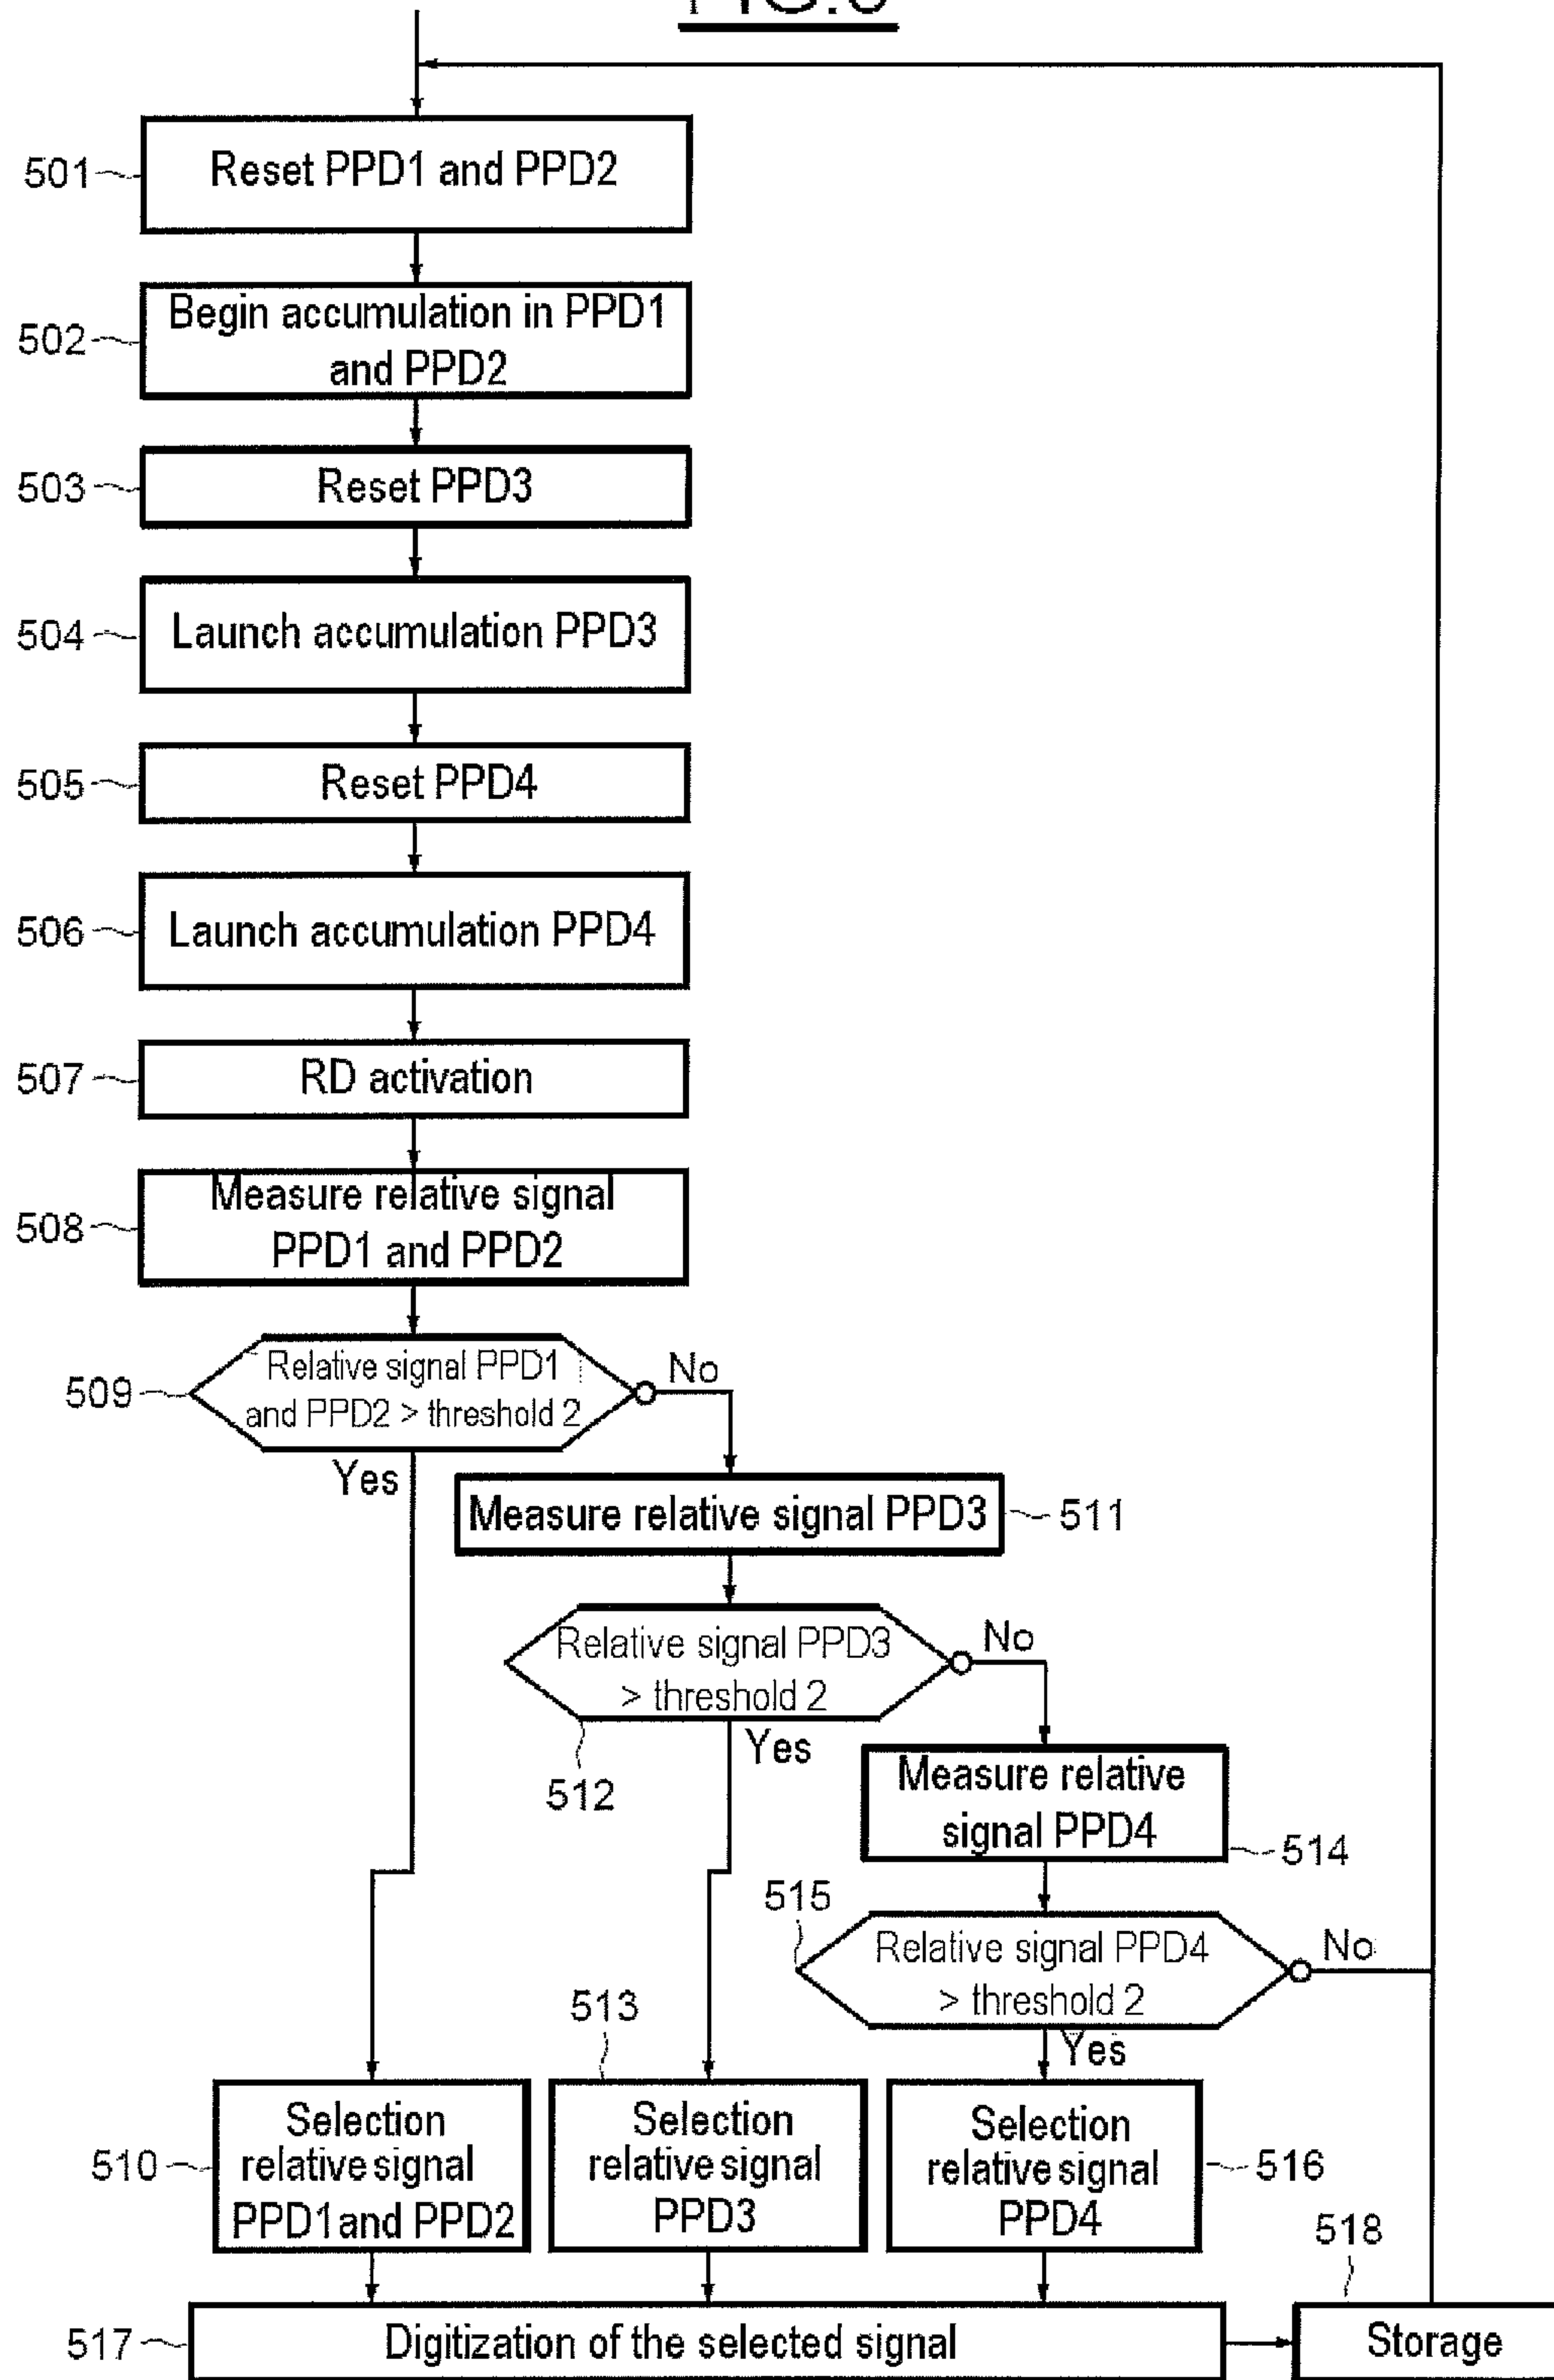 501
Reset PPD1 and PPD2
502
Begin accumulation in PPD1
and PPD2
503
Reset PPD3
504
Launch accumulation PPD3
505
Reset PPD4
506
Launch accumulation PPD4
507
RD activation
508
Measure relative signal
PPD1 and PPD2
509
Relative signal PPD1
and PPD2 > threshold 2
No
Yes
Measure relative signal PPD3
511
Relative signal PPD3
> threshold 2
No
Yes
512
Measure relative
signal PPD4
514
515
Relative signal PPD4
> threshold 2
No
Yes
513
510
Selection
relative signal
PPD1 and PPD2
Selection
relative signal
PPD3
Selection
relative signal
PPD4
516
518
517
Digitization of the selected signal
Storage